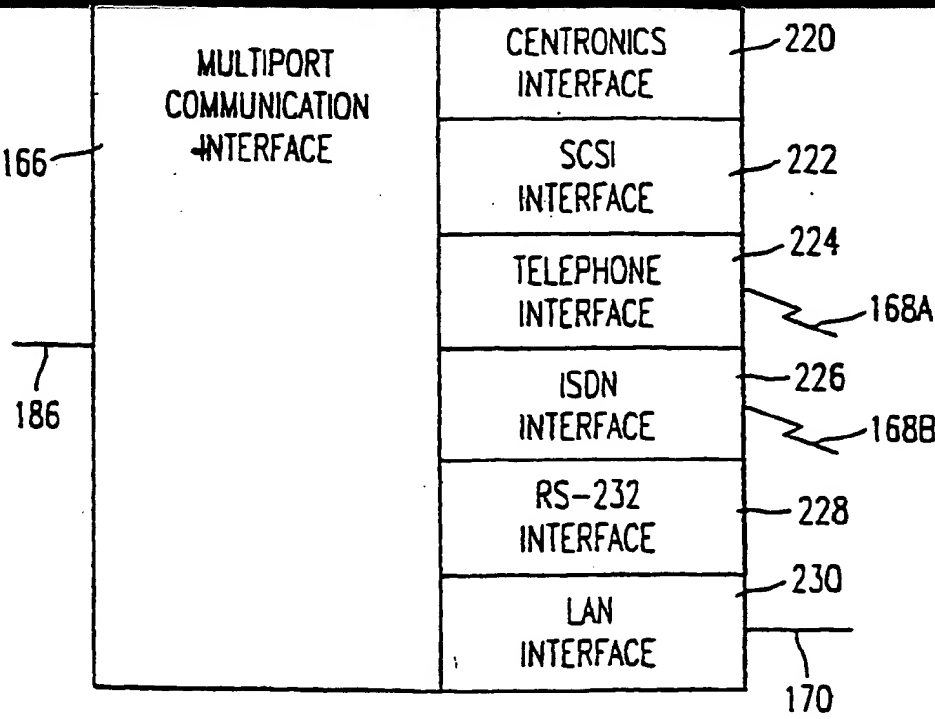 MULTIPORT
COMMUNICATION
INTERFACE
166
186
CENTRONICS
INTERFACE
220
SCSI
INTERFACE
222
TELEPHONE
INTERFACE
224
168A
ISDN
INTERFACE
226
168B
RS-232
INTERFACE
228
LAN
INTERFACE
230
170